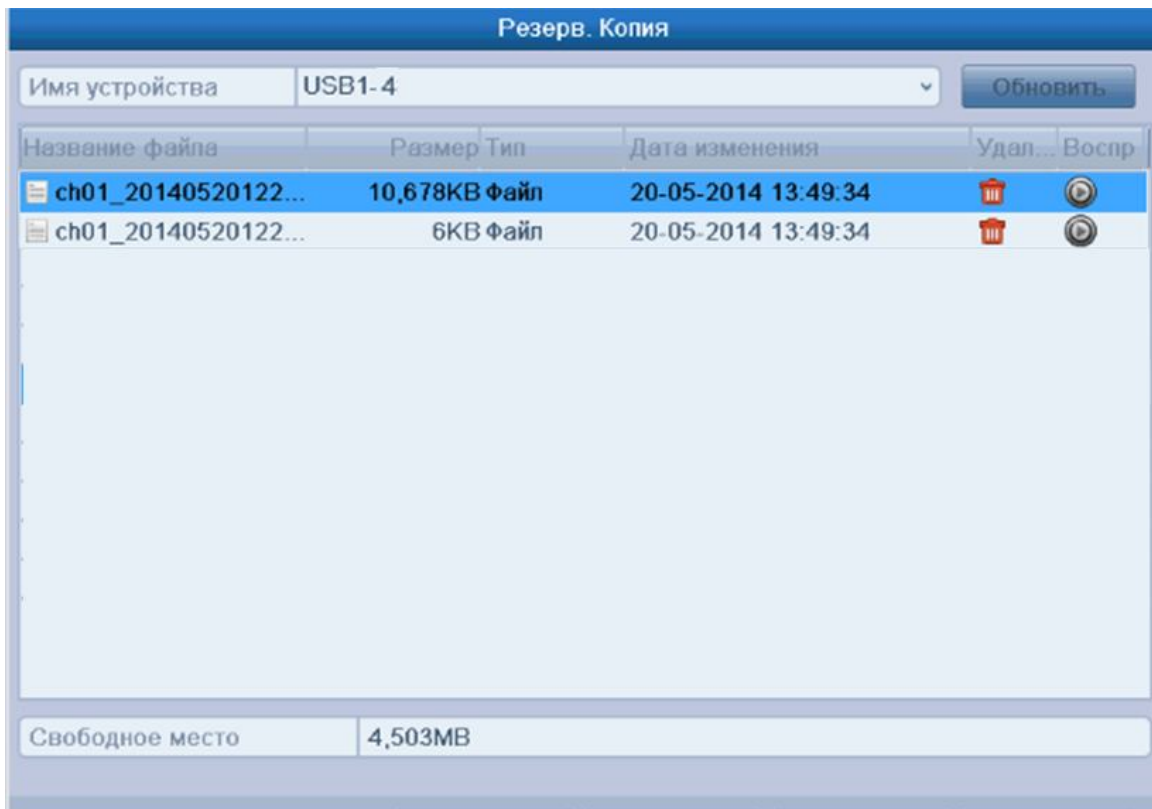 Резерв. Копия
Имя устройства USB1-4 Обновить
Название файла Размер Тип Дата изменения Удал... Воспр
ch01_20140520122... 10,678KB Файл 20-05-2014 13:49:34
ch01_20140520122... 6KB Файл 20-05-2014 13:49:34
Свободное место 4,503MB